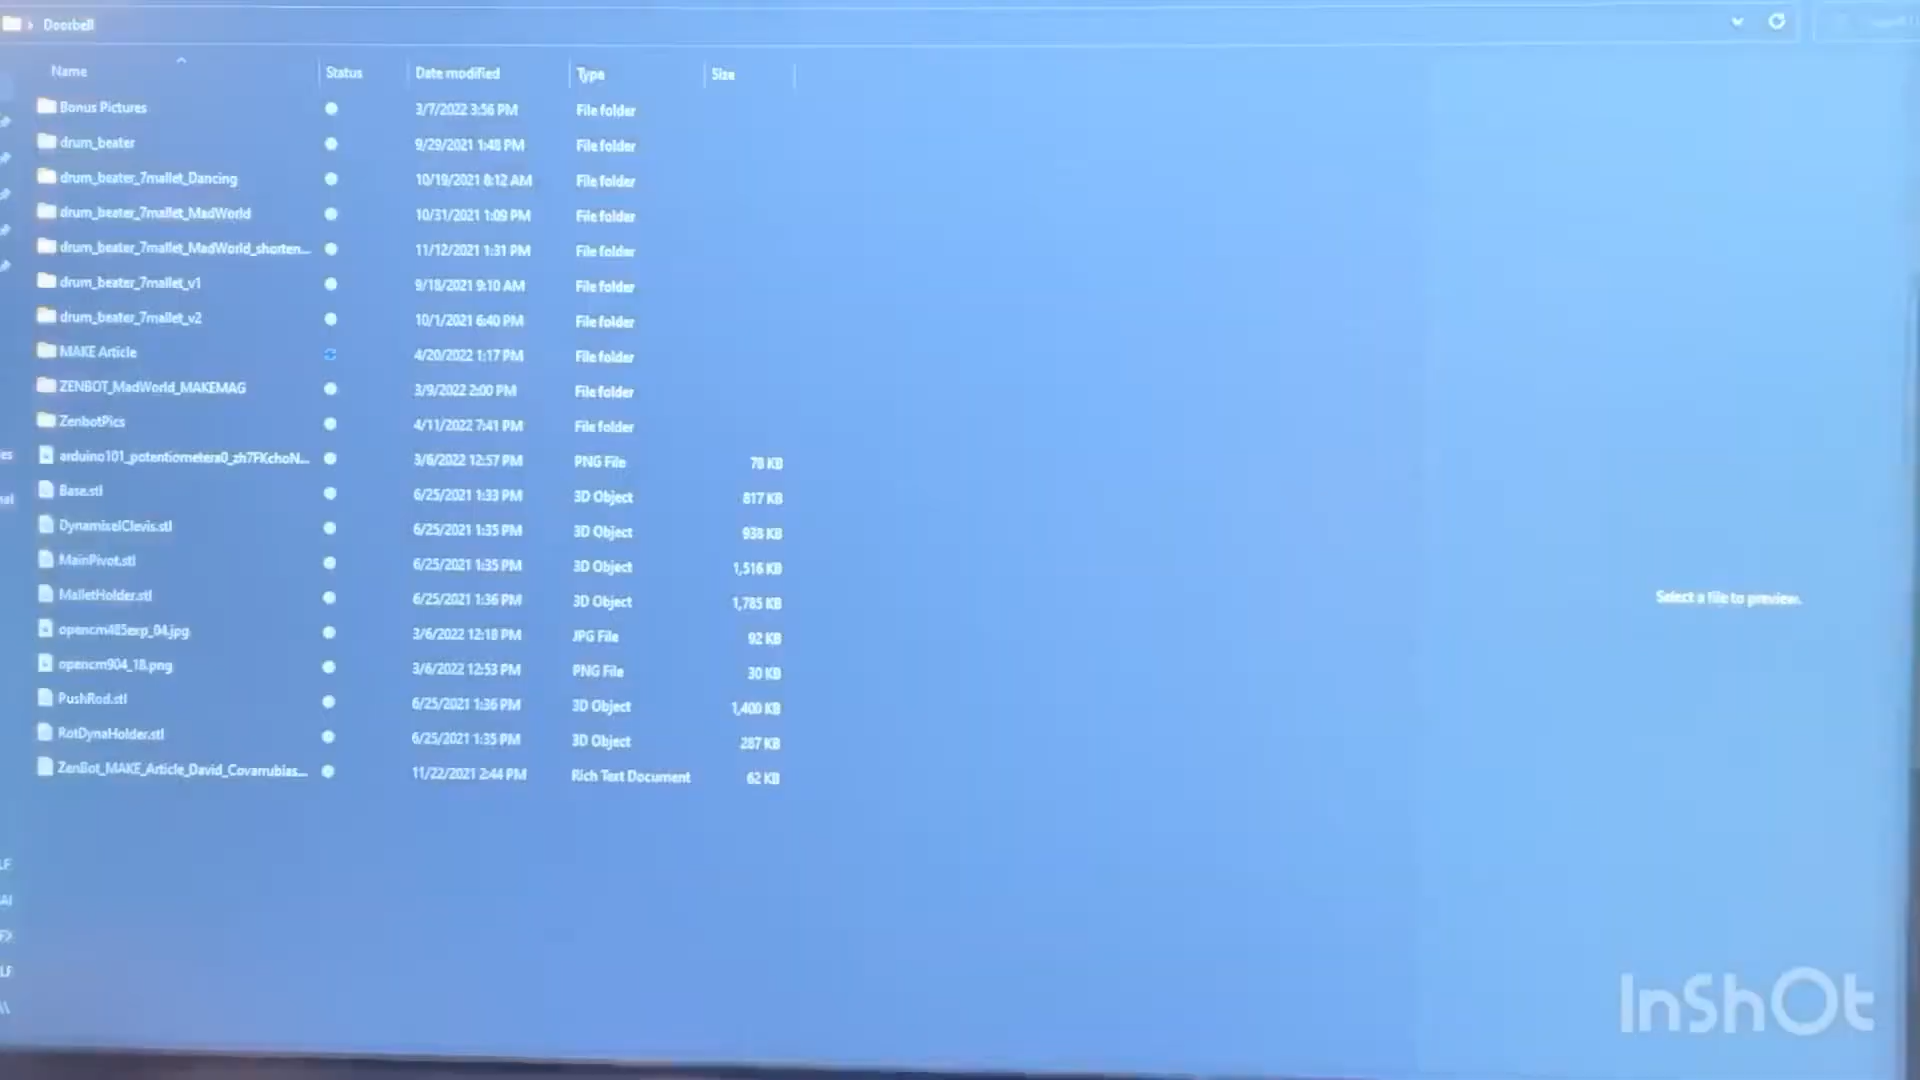 Doorbell
Name Status Date modified Type Size
Bonus Pictures 3/7/2022 3:56 PM File folder
drum_beater 9/29/2021 1:48 PM File folder
drum_beater_7mallet_Dancing 10/19/2021 8:12 AM File folder
drum_beater_7mallet_MadWorld 10/31/2021 1:09 PM File folder
drum_beater_7mallet_MadWorld_shorten... 11/12/2021 1:31 PM File folder
drum_beater_7mallet_v1 9/18/2021 9:10 AM File folder
drum_beater_7mallet_v2 10/1/2021 6:40 PM File folder
MAKE Article 4/20/2022 1:17 PM File folder
ZENBOT_MadWorld_MAKEMAG 3/9/2022 2:00 PM File folder
ZenbotPics 4/11/2022 7:41 PM File folder
arduino101_potentiometera0_zh7FKchoN... 3/6/2022 12:57 PM PNG File 78 KB
Base.stl 6/25/2021 1:33 PM 3D Object 817 KB
DynamiselClevis.stl 6/25/2021 1:35 PM 3D Object 938 KB
MainPivot.stl 6/25/2021 1:35 PM 3D Object 1,516 KB
MalletHolder.stl 6/25/2021 1:36 PM 3D Object 1,785 KB
opencm485exp_04.jpg 3/6/2022 12:18 PM JPG File 92 KB
opencm904_18.png 3/6/2022 12:53 PM PNG File 30 KB
PushRod.stl 6/25/2021 1:36 PM 3D Object 1,400 KB
RotDynaHolder.stl 6/25/2021 1:35 PM 3D Object 287 KB
ZenBot_MAKE_Article_David_Covarrubias... 11/22/2021 2:44 PM Rich Text Document 62 KB
Select a file to preview.
InShOt